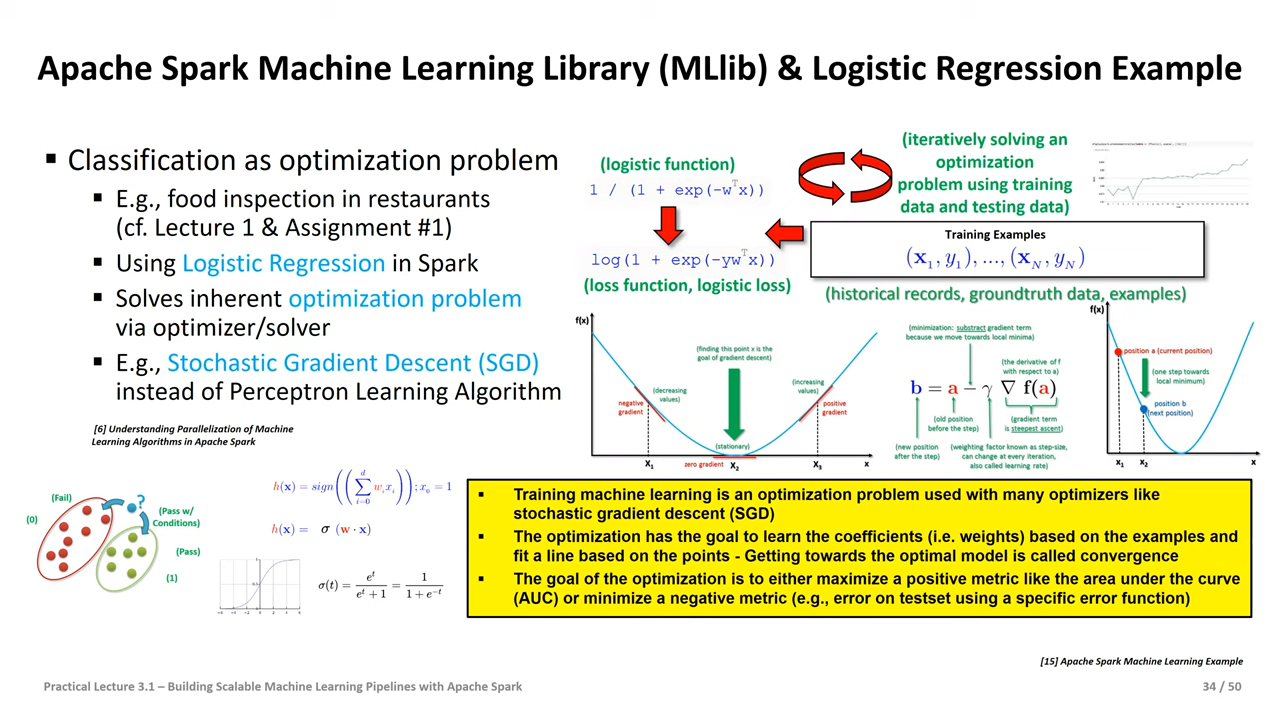 Apache Spark Machine Learning Library (MLlib) & Logistic Regression Example
▪ Classification as optimization problem
▪ E.g., food inspection in restaurants
(cf. Lecture 1 & Assignment #1)
▪ Using Logistic Regression in Spark
▪ Solves inherent optimization problem
via optimizer/solver
▪ E.g., Stochastic Gradient Descent (SGD)
instead of Perceptron Learning Algorithm
[6] Understanding Parallelization of Machine
Learning Algorithms in Apache Spark
(Fail)
(0)
?
(Pass w/
Conditions)
(Pass)
(1)
h(x) = sign((∑ᵈᵢ₌₀ wᵢxᵢ)); x₀ = 1
h(x) = σ (w · x)
σ(t) = eᵗ / (eᵗ + 1) = 1 / (1 + e⁻ᵗ)
(logistic function)
1 / (1 + exp(-wᵀx))
log(1 + exp(-ywᵀx))
(loss function, logistic loss)
(iteratively solving an
optimization
problem using training
data and testing data)
Training Examples
(x₁, y₁), ..., (x_N, y_N)
(historical records, groundtruth data, examples)
f(x)
(finding this point x is the
goal of gradient descent)
(decreasing
values)
(increasing
values)
negative
gradient
positive
gradient
(stationary)
X₁
zero gradient
X₂
X₃
x
(minimization: substract gradient term
because we move towards local minima)
(the derivative of f
with respect to a)
b = a − γ ∇ f(a)
(old position
before the step)
(gradient term
is steepest ascent)
(new position
after the step)
(weighting factor known as step-size,
can change at every iteration,
also called learning rate)
f(x)
position a (current position)
(one step towards
local minimum)
position b
(next position)
x₁
x₂
x
▪ Training machine learning is an optimization problem used with many optimizers like
stochastic gradient descent (SGD)
▪ The optimization has the goal to learn the coefficients (i.e. weights) based on the examples and
fit a line based on the points - Getting towards the optimal model is called convergence
▪ The goal of the optimization is to either maximize a positive metric like the area under the curve
(AUC) or minimize a negative metric (e.g., error on testset using a specific error function)
[15] Apache Spark Machine Learning Example
Practical Lecture 3.1 – Building Scalable Machine Learning Pipelines with Apache Spark
34 / 50